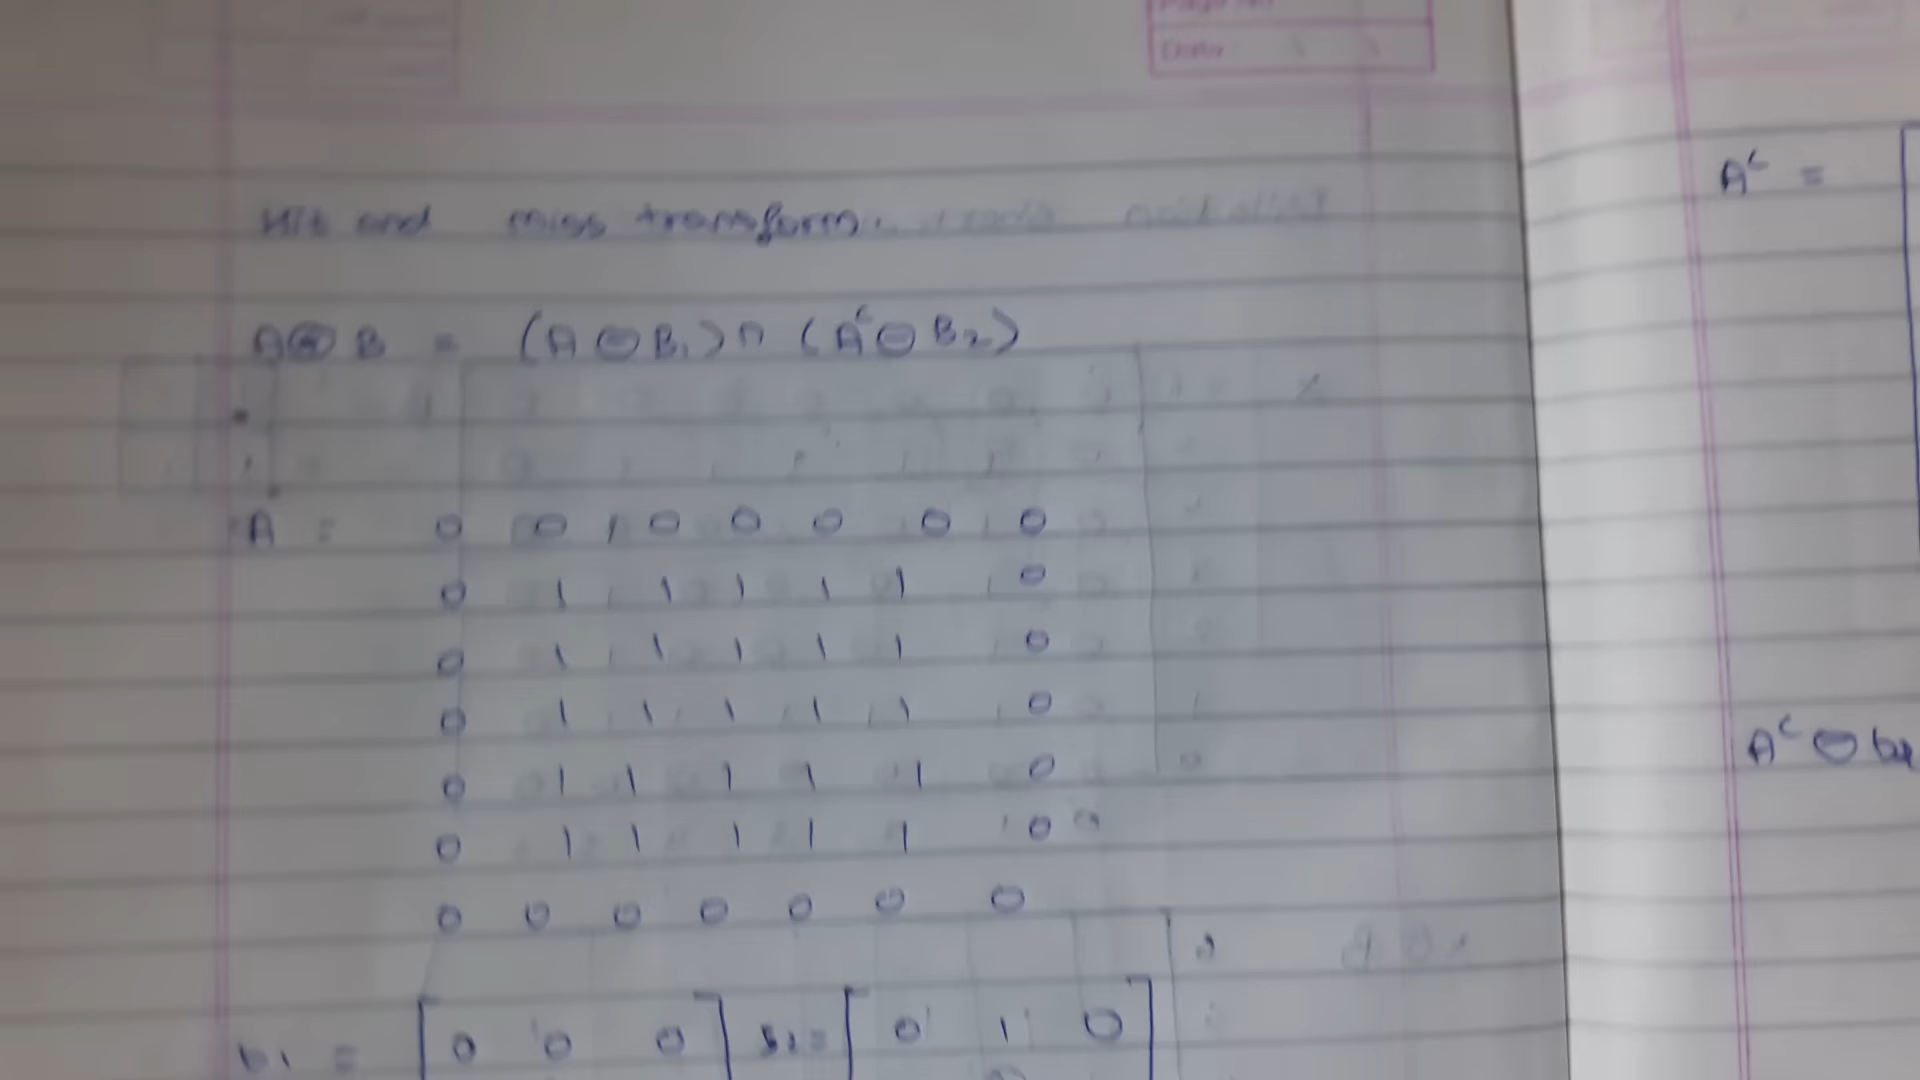 Date
Hit and miss transform.
A⊛B = (A⊖B₁)∩(Aᶜ⊖B₂)
A = 0 0 0 0 0 0 0
0 1 1 1 1 1 0
0 1 1 1 1 1 0
0 1 1 1 1 1 0
0 1 1 1 1 1 0
0 1 1 1 1 1 0
0 0 0 0 0 0 0
b1 = [0 0 0] B2= [0 1 0]
Aᶜ =
Aᶜ⊖